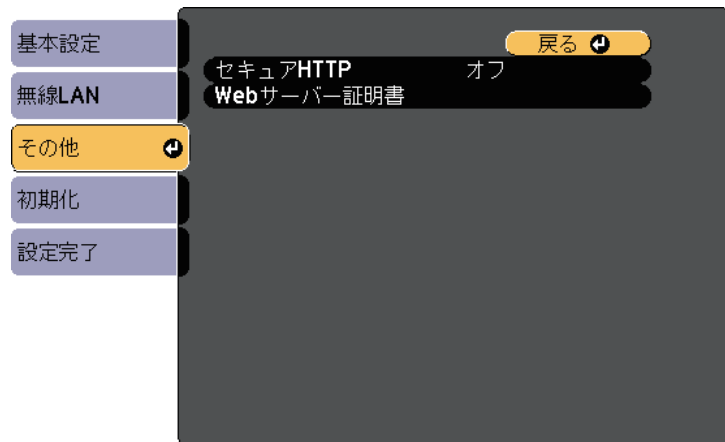 基本設定
無線LAN
その他
初期化
設定完了
戻る
セキュアHTTP オフ
Webサーバー証明書